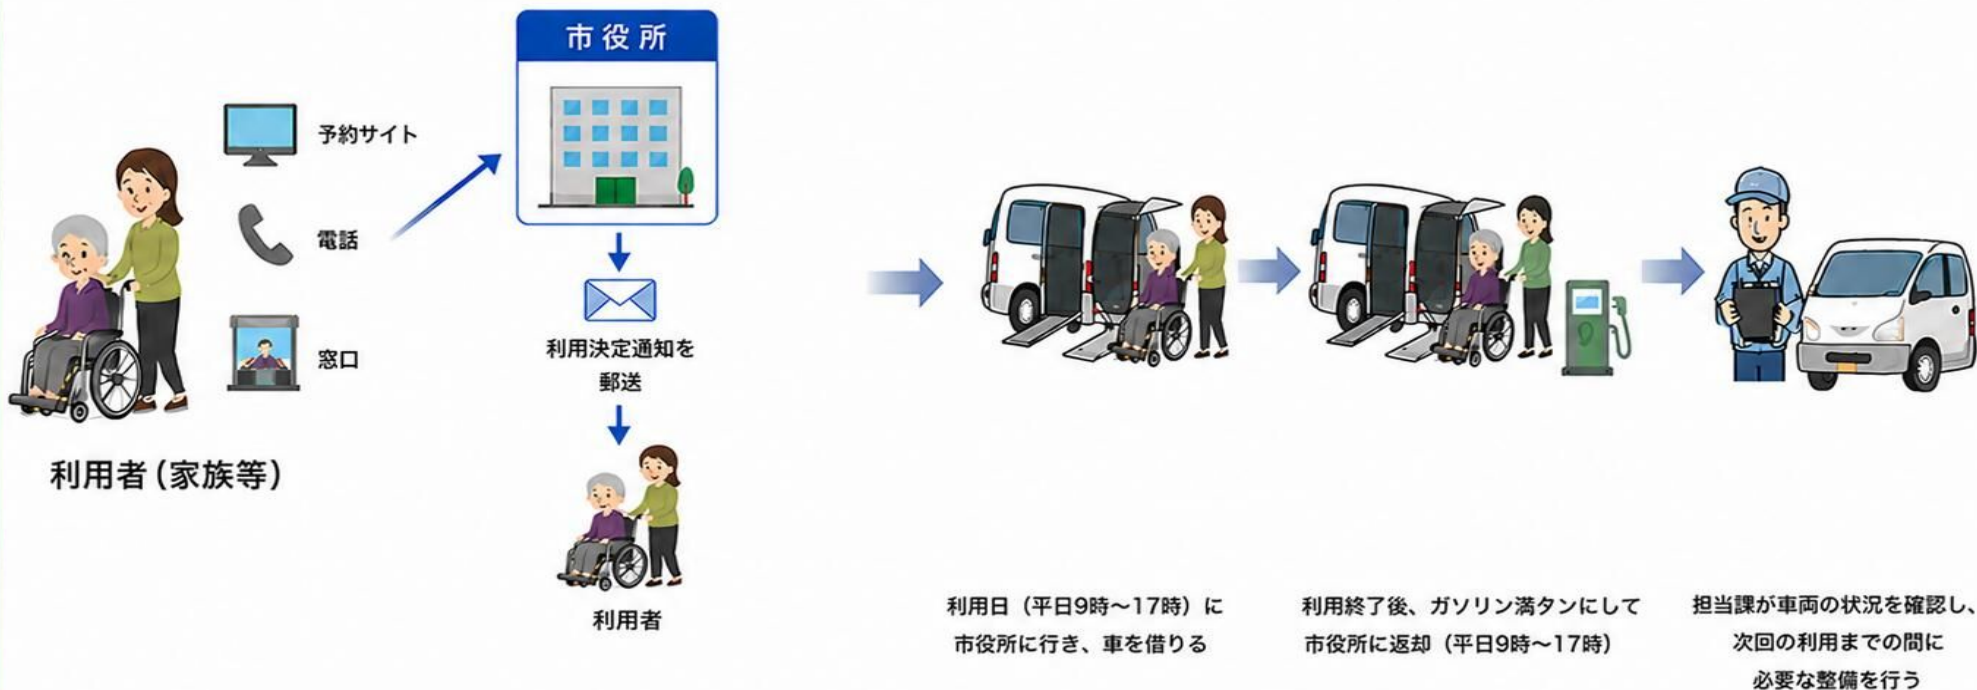 市役所
予約サイト
電話
窓口
利用者(家族等)
利用決定通知を
郵送
利用者
利用日（平日9時～17時）に
市役所に行き、車を借りる
利用終了後、ガソリン満タンにして
市役所に返却（平日9時～17時）
担当課が車両の状況を確認し、
次回の利用までの間に
必要な整備を行う